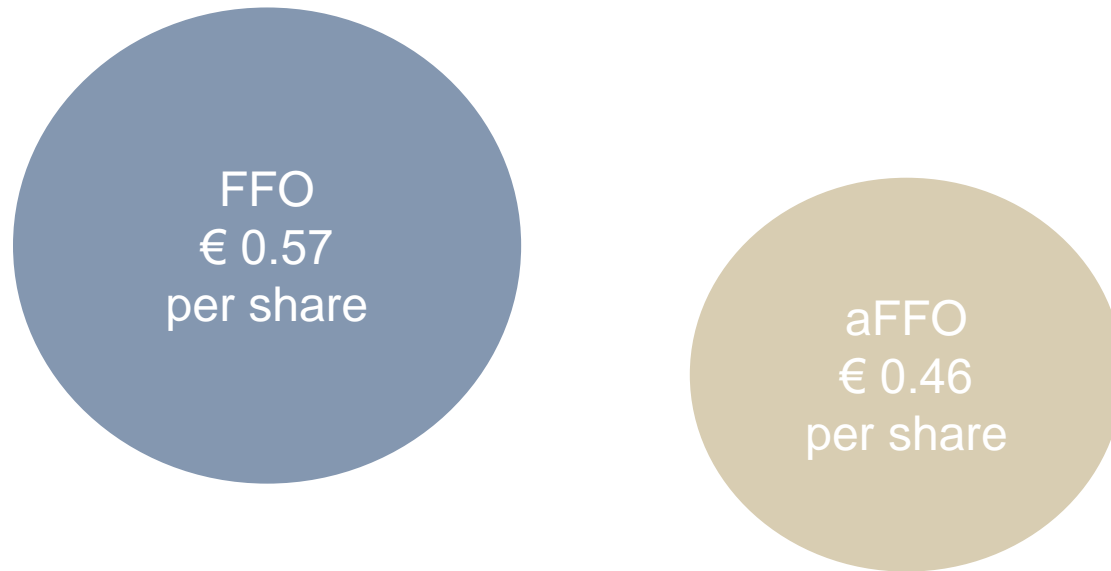 FFO
€ 0.57
per share
aFFO
€ 0.46
per share